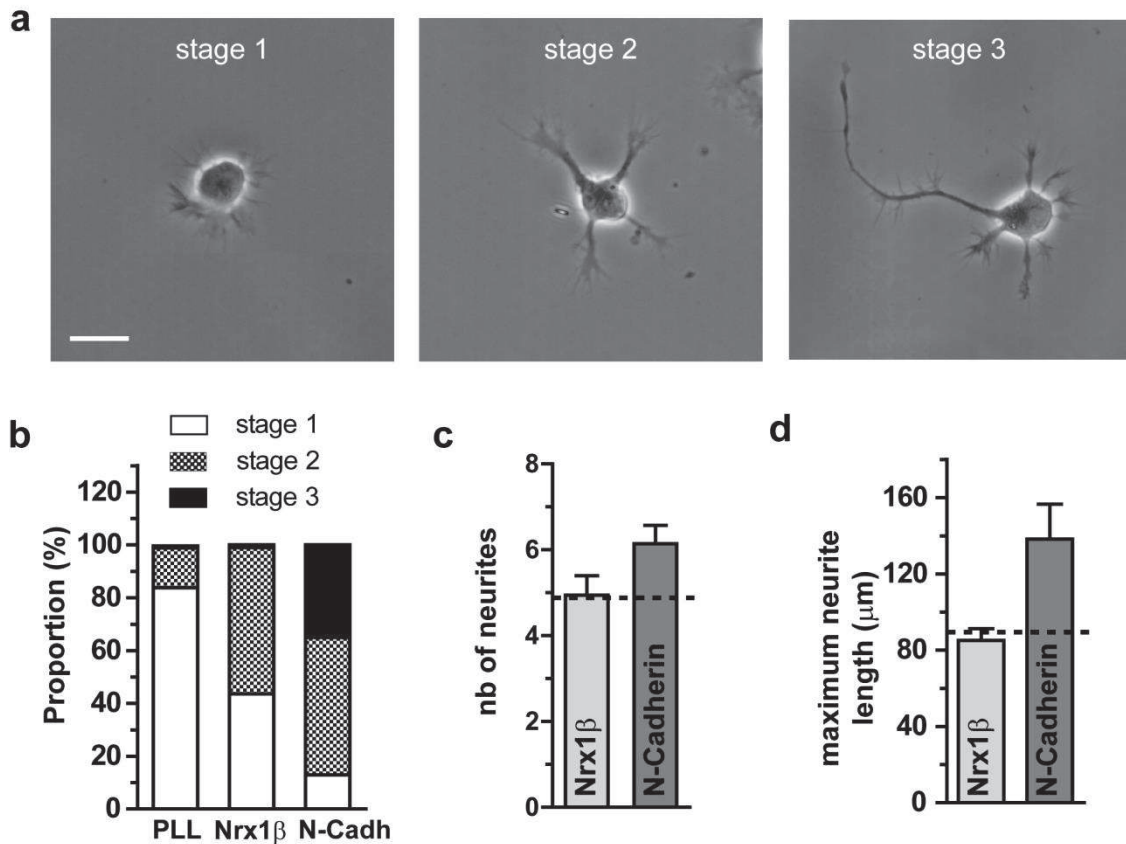 a
stage 1
stage 2
stage 3
b
stage 1
stage 2
stage 3
Proportion (%)
120
100
80
60
40
20
0
PLL
Nrx1β
N-Cadh
c
nb of neurites
8
6
4
2
0
Nrx1β
N-Cadherin
d
maximum neurite
length (μm)
160
120
80
40
0
Nrx1β
N-Cadherin